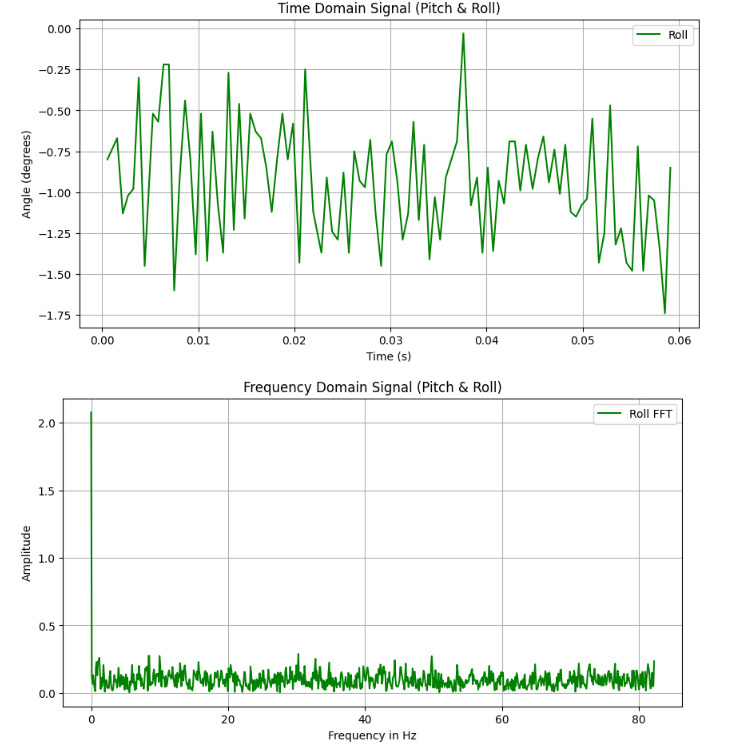 Time Domain Signal (Pitch & Roll)
0.00
−0.25
−0.50
−0.75
−1.00
−1.25
−1.50
−1.75
Angle (degrees)
Roll
0.00 0.01 0.02 0.03 0.04 0.05 0.06
Time (s)
Frequency Domain Signal (Pitch & Roll)
2.0
1.5
1.0
0.5
0.0
Amplitude
Roll FFT
0 20 40 60 80
Frequency in Hz